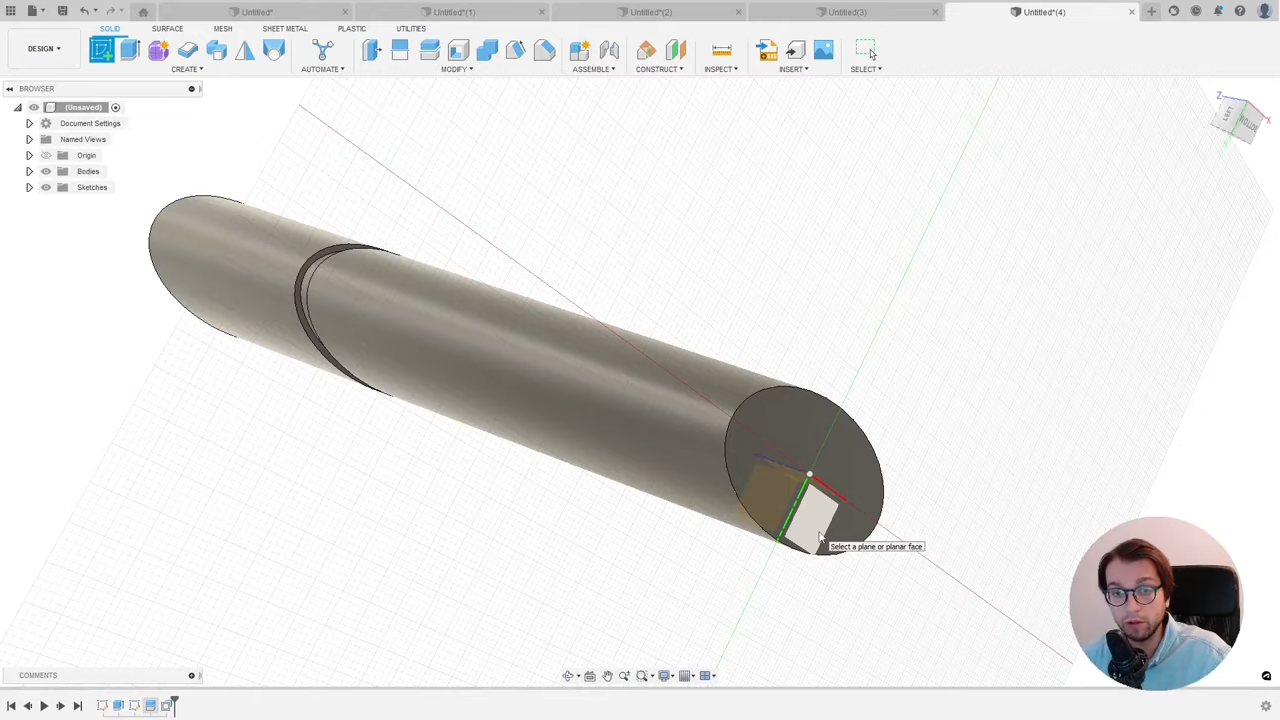 Untitled*
Untitled*(1)
Untitled*(2)
Untitled(3)
Untitled*(4)
SOLID
SURFACE
MESH
SHEET METAL
PLASTIC
UTILITIES
DESIGN
CREATE
AUTOMATE
MODIFY
ASSEMBLE
CONSTRUCT
INSPECT
INSERT
SELECT
BROWSER
(Unsaved)
Document Settings
Named Views
Origin
Bodies
Sketches
Z
X
Y
LEFT
BOTTOM
Select a plane or planar face
COMMENTS